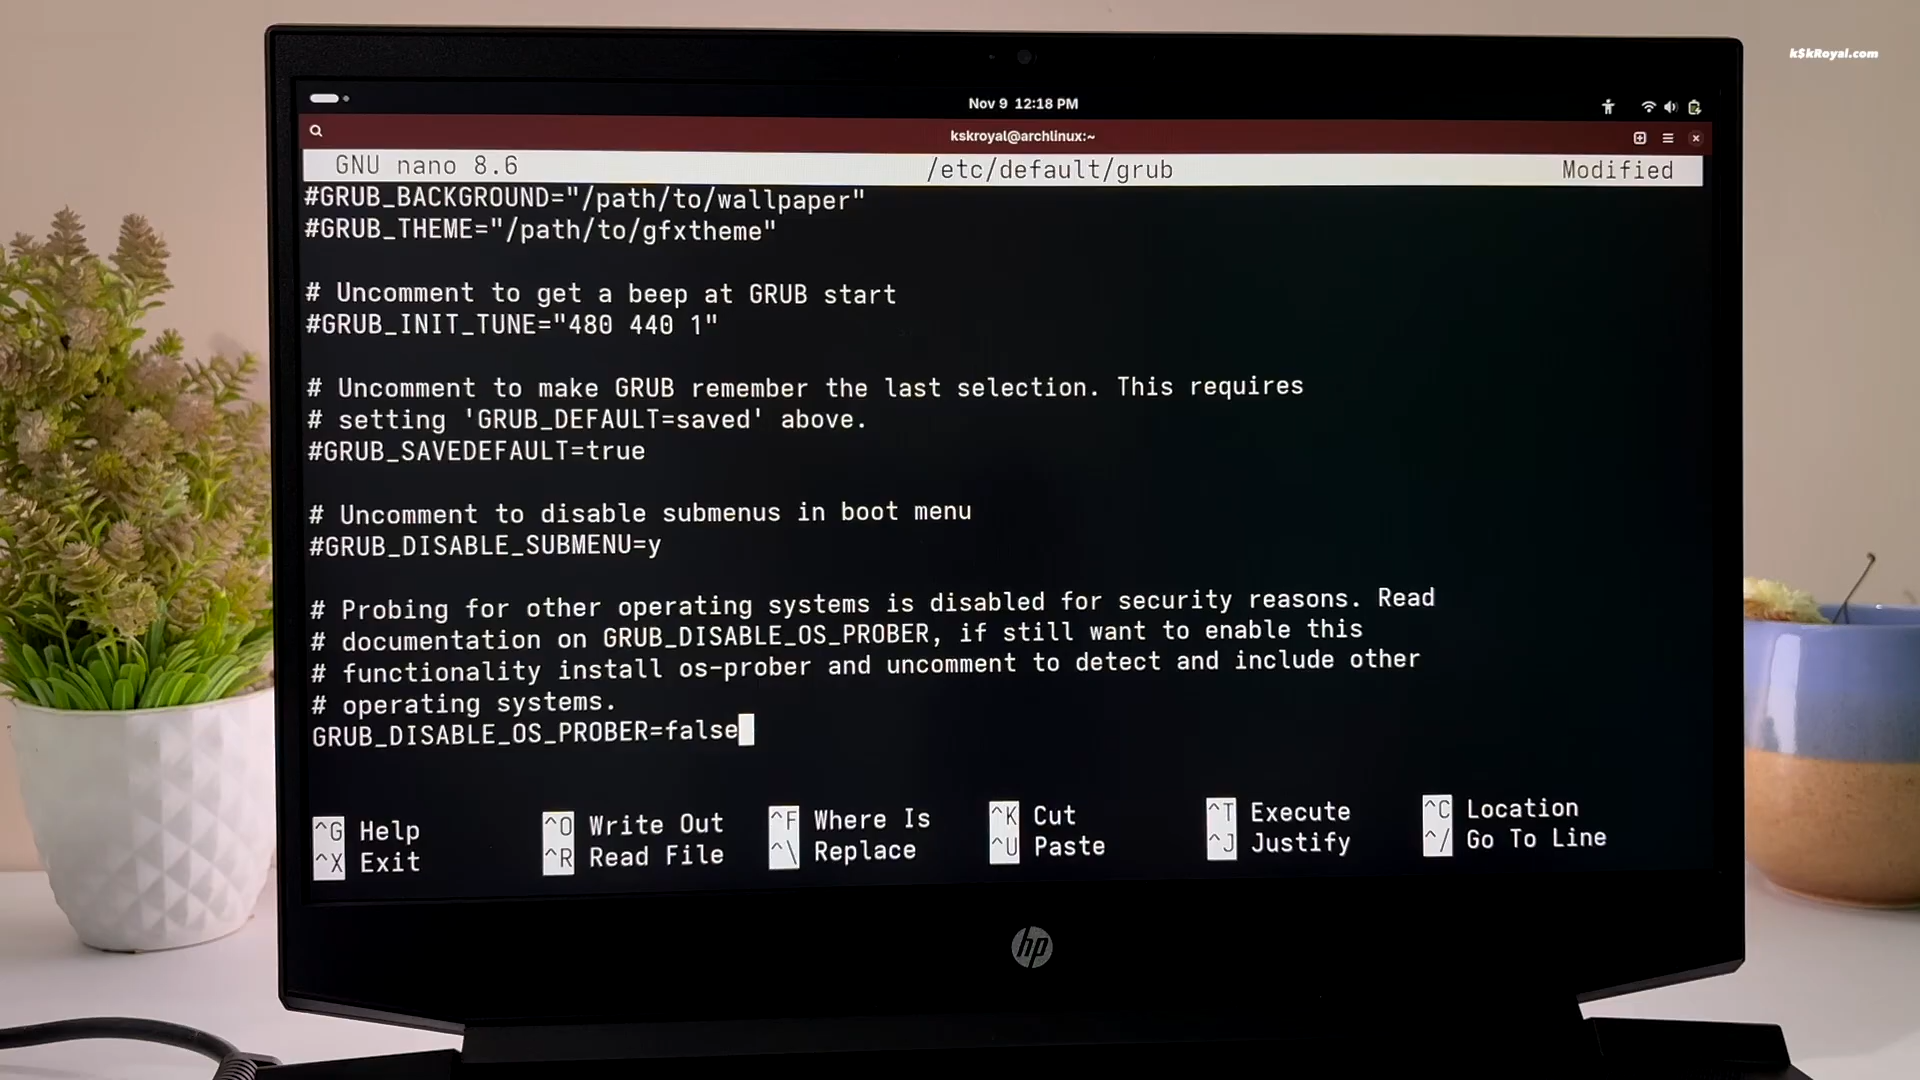 k$kRoyal.com
Nov 9 12:18 PM
kskroyal@archlinux:~
GNU nano 8.6 /etc/default/grub Modified
#GRUB_BACKGROUND="/path/to/wallpaper"
#GRUB_THEME="/path/to/gfxtheme"
# Uncomment to get a beep at GRUB start
#GRUB_INIT_TUNE="480 440 1"
# Uncomment to make GRUB remember the last selection. This requires
# setting 'GRUB_DEFAULT=saved' above.
#GRUB_SAVEDEFAULT=true
# Uncomment to disable submenus in boot menu
#GRUB_DISABLE_SUBMENU=y
# Probing for other operating systems is disabled for security reasons. Read
# documentation on GRUB_DISABLE_OS_PROBER, if still want to enable this
# functionality install os-prober and uncomment to detect and include other
# operating systems.
GRUB_DISABLE_OS_PROBER=false
^G Help ^O Write Out ^F Where Is ^K Cut ^T Execute ^C Location
^X Exit ^R Read File ^\ Replace ^U Paste ^J Justify ^/ Go To Line
hp